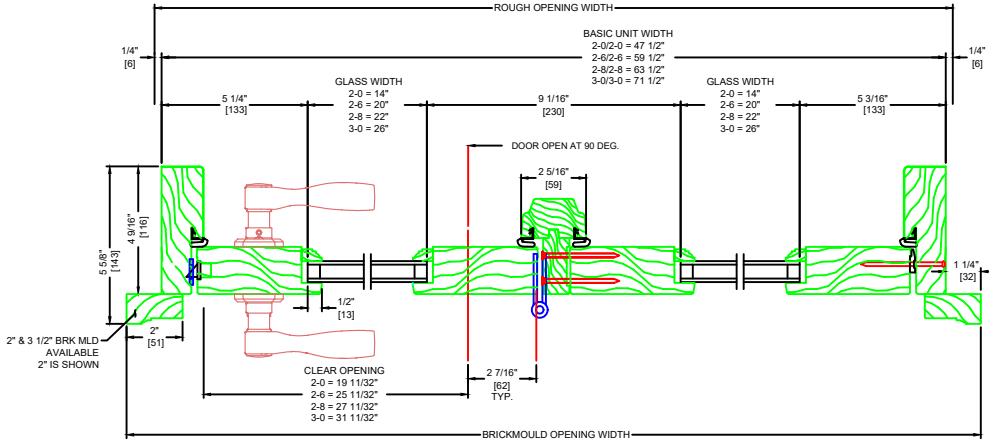 ROUGH OPENING WIDTH
1/4"
[6]
BASIC UNIT WIDTH
2-0/2-0 = 47 1/2"
2-6/2-6 = 59 1/2"
2-8/2-8 = 63 1/2"
3-0/3-0 = 71 1/2"
1/4"
[6]
5 1/4"
[133]
GLASS WIDTH
2-0 = 14"
2-6 = 20"
2-8 = 22"
3-0 = 26"
9 1/16"
[230]
GLASS WIDTH
2-0 = 14"
2-6 = 20"
2-8 = 22"
3-0 = 26"
5 3/16"
[133]
DOOR OPEN AT 90 DEG.
2 5/16"
[59]
5 5/8"
[143]
4 9/16"
[116]
1 1/4"
[32]
1/2"
[13]
2"
[51]
2" & 3 1/2" BRK MLD
AVAILABLE
2" IS SHOWN
CLEAR OPENING
2-0 = 19 11/32"
2-6 = 25 11/32"
2-8 = 27 11/32"
3-0 = 31 11/32"
2 7/16"
[62]
TYP.
BRICKMOULD OPENING WIDTH